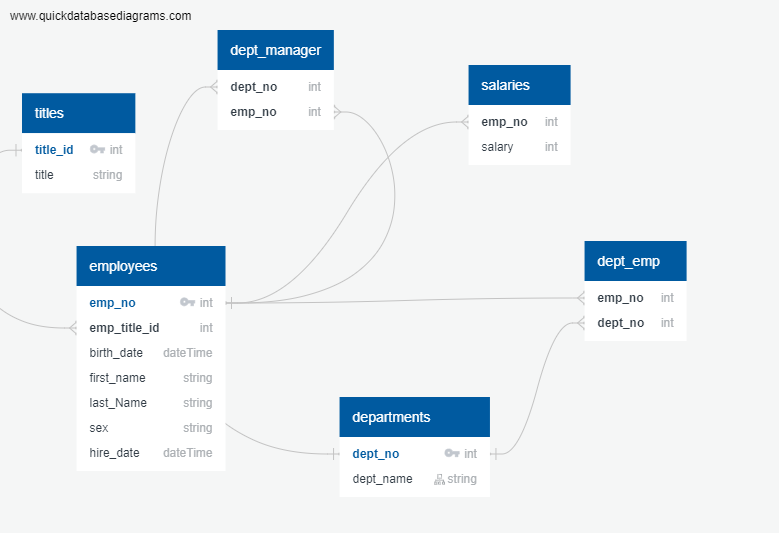 www.quickdatabasediagrams.com
dept_manager
dept_no int
emp_no int
salaries
emp_no int
salary int
titles
title_id int
title string
employees
emp_no int
emp_title_id int
birth_date dateTime
first_name string
last_Name string
sex string
hire_date dateTime
dept_emp
emp_no int
dept_no int
departments
dept_no int
dept_name string